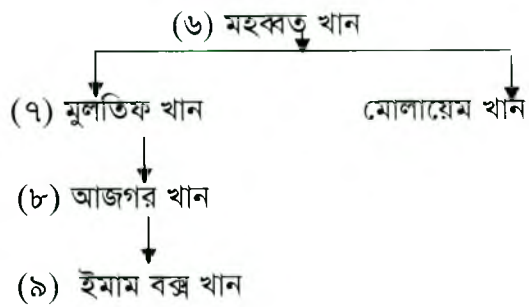 (৬) মহব্বত খান
(৭) মুলতিফ খান মোলায়েম খান
(৮) আজগর খান
(৯) ইমাম বক্স খান